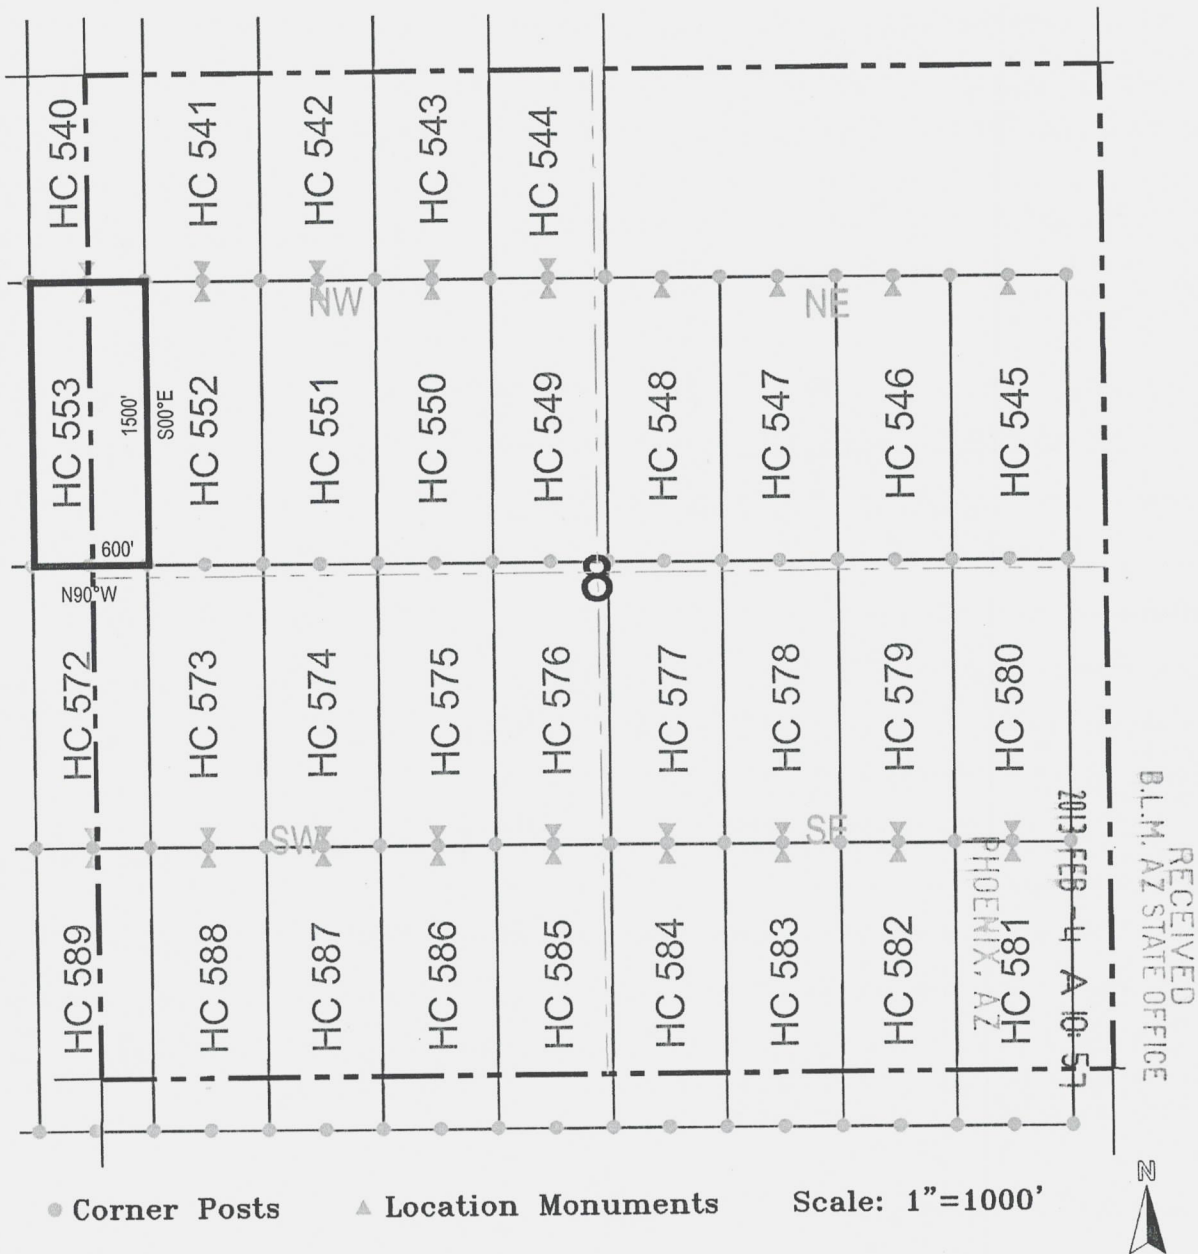 HC 540
HC 541
HC 542
HC 543
HC 544
NW
NE
HC 553
1500'
S00°E
HC 552
HC 551
HC 550
HC 549
HC 548
HC 547
HC 546
HC 545
600'
N90°W
8
HC 572
HC 573
HC 574
HC 575
HC 576
HC 577
HC 578
HC 579
HC 580
SW
SE
HC 589
HC 588
HC 587
HC 586
HC 585
HC 584
HC 583
HC 582
HC 581
RECEIVED
B.L.M. AZ STATE OFFICE
2013 FEB -4 A 10: 57
PHOENIX, AZ
Corner Posts
Location Monuments
Scale: 1"=1000'
N